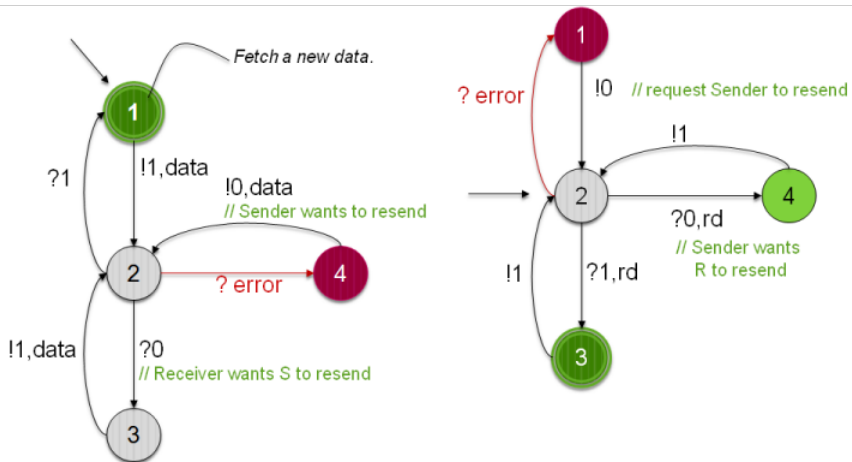 1
Fetch a new data.
?1
!1,data
!0,data
// Sender wants to resend
2
? error
4
!1,data
?0
// Receiver wants S to resend
3
1
? error
!0 // request Sender to resend
!1
2
4
?0,rd
// Sender wants
R to resend
!1
?1,rd
3